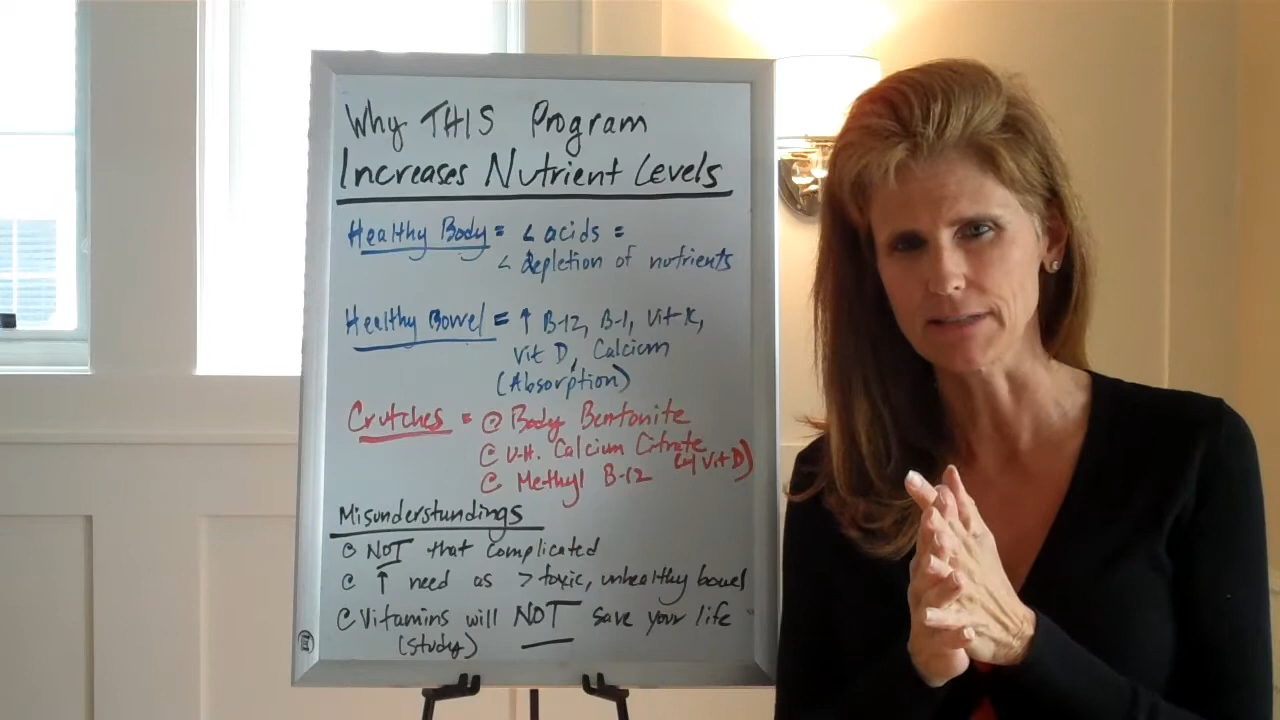 Why THIS Program
Increases Nutrient Levels
Healthy Body = < acids =
< depletion of nutrients
Healthy Bowel = ↑ B-12, B-1, Vit K,
Vit D, Calcium
(Absorption)
Crutches = Body Bentonite
V.H. Calcium Citrate
(w/ Vit D)
Methyl B-12
Misunderstundings
NOT that complicated
↑ need as > toxic, unhealthy bowel
Vitamins will NOT save your life
(study)